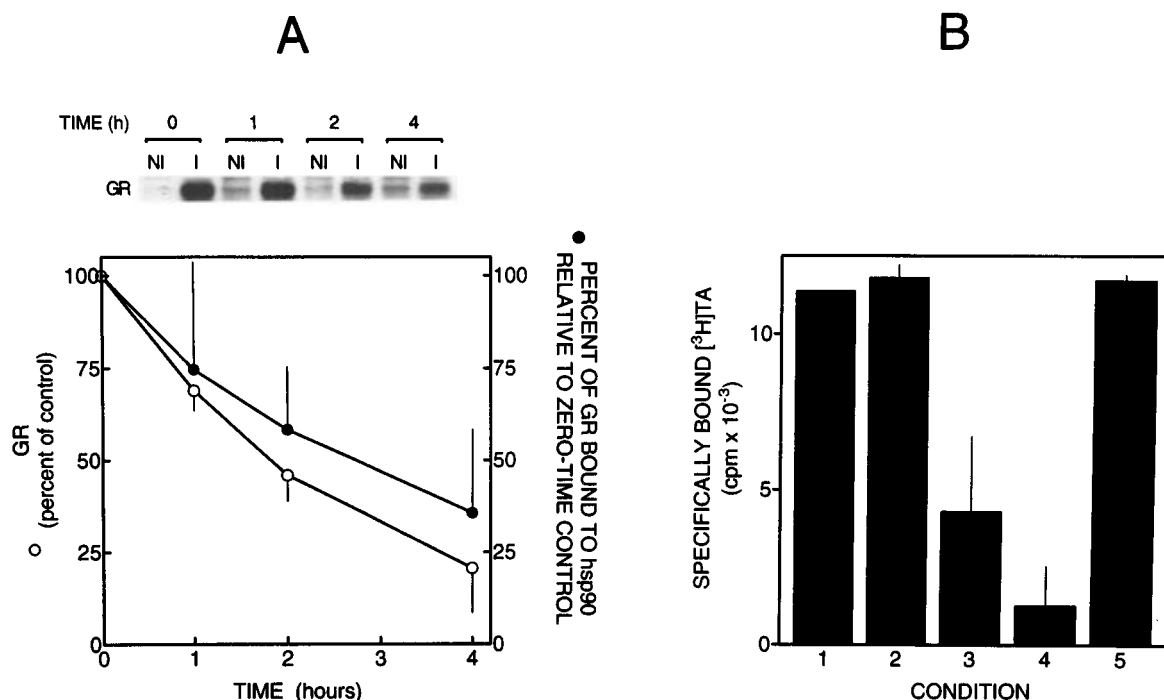 A
B
TIME (h) 0 1 2 4
NI I NI I NI I NI I
GR
100
75
50
25
0
○ GR
(percent of control)
100
75
50
25
0
● PERCENT OF GR BOUND TO hsp90
RELATIVE TO ZERO-TIME CONTROL
0 1 2 3 4
TIME (hours)
SPECIFICALLY BOUND [³H]TA
(cpm x 10⁻³)
10
5
0
1 2 3 4 5
CONDITION